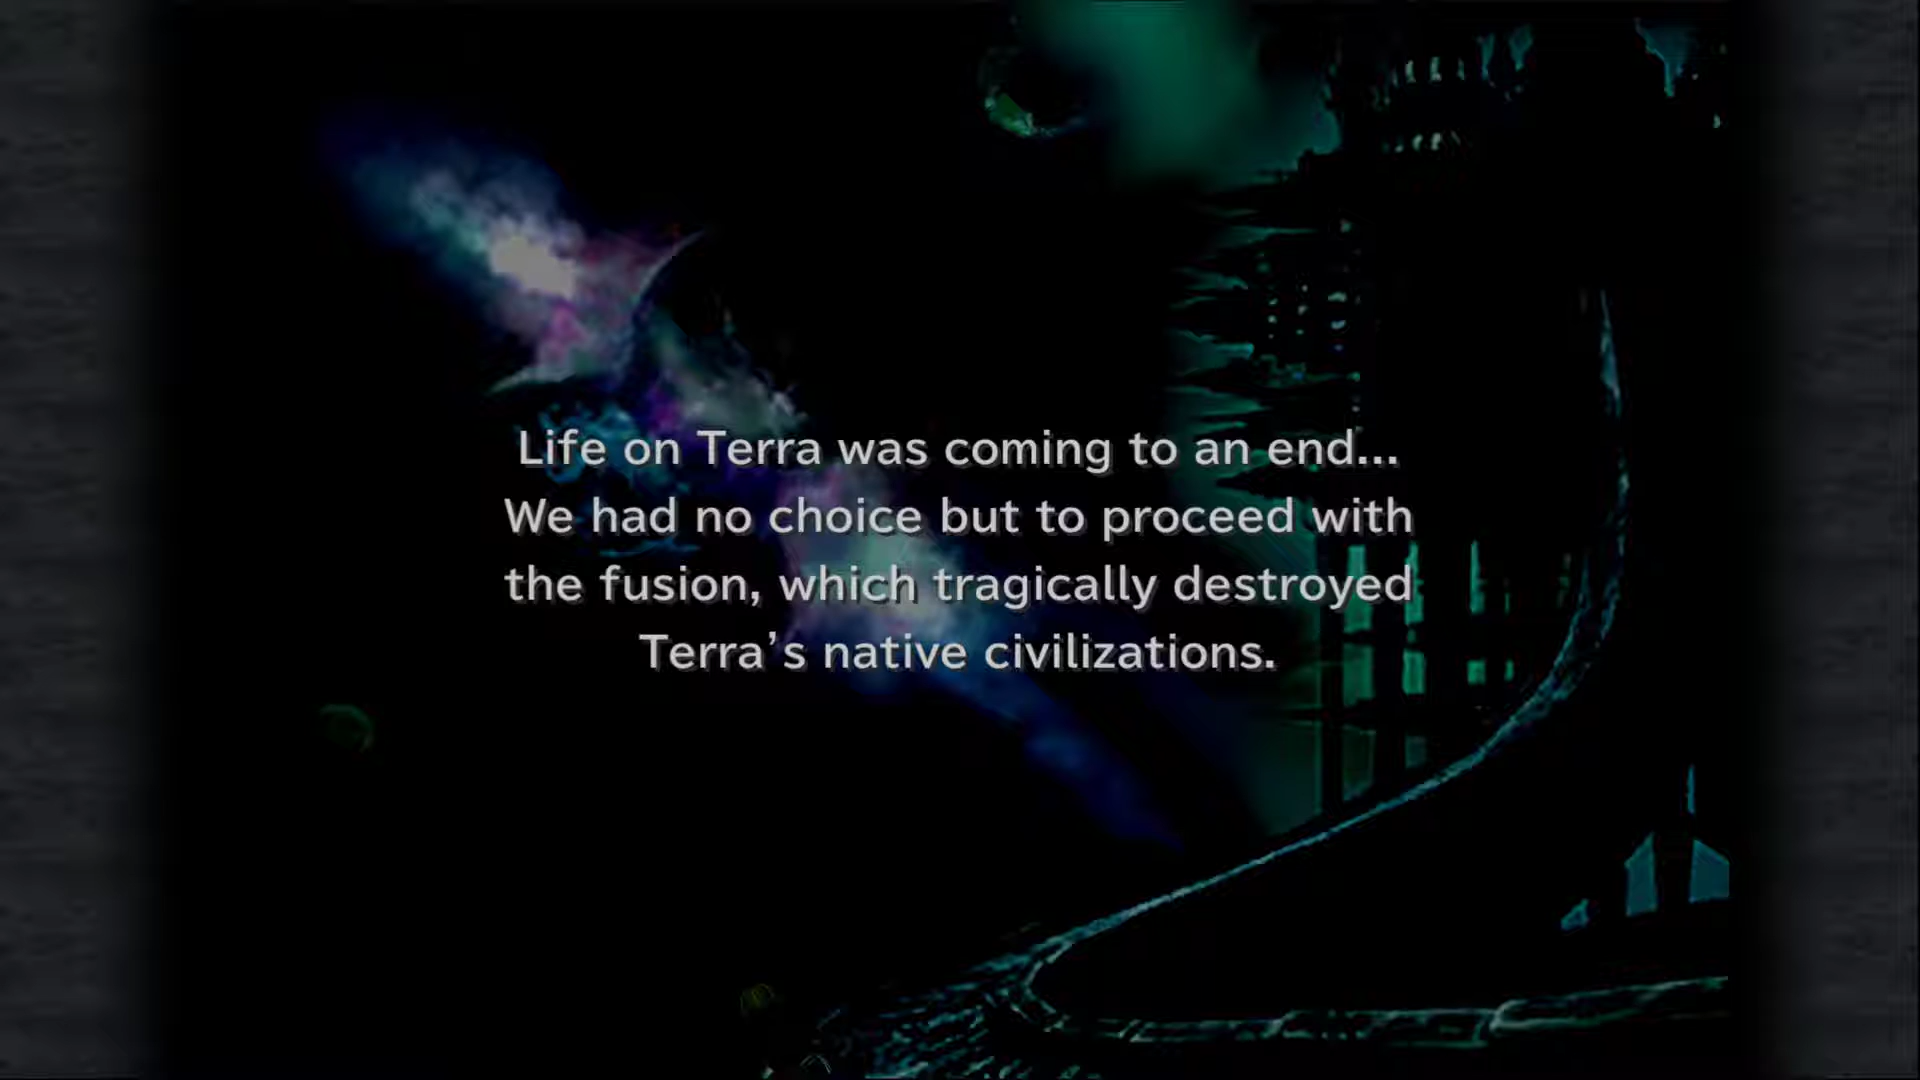 Life on Terra was coming to an end...
We had no choice but to proceed with
the fusion, which tragically destroyed
Terra's native civilizations.